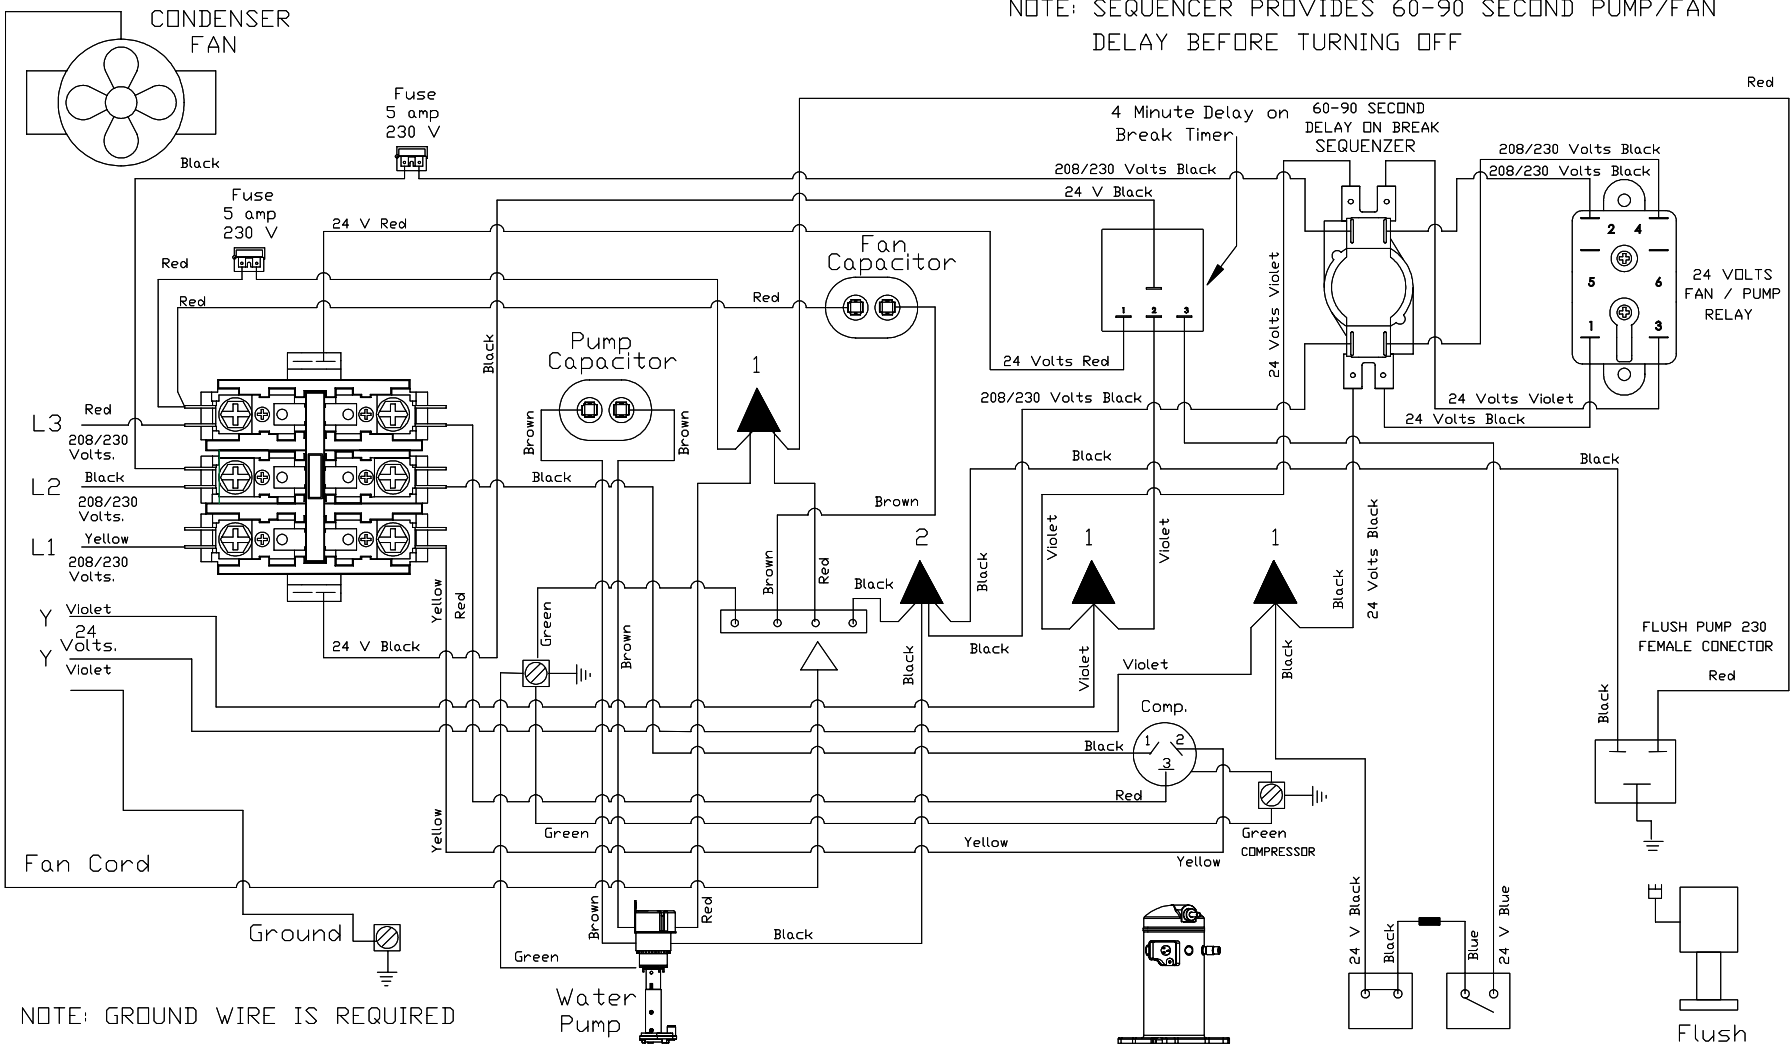 NOTE: SEQUENCER PROVIDES 60-90 SECOND PUMP/FAN
DELAY BEFORE TURNING OFF
CONDENSER
FAN
Black
Fuse
5 amp
230 V
Fuse
5 amp
230 V
Red
Red
24 V Red
Red
Fan
Capacitor
Pump
Capacitor
Brown
Brown
Black
1
4 Minute Delay on
Break Timer
60-90 SECOND
DELAY ON BREAK
SEQUENZER
Red
208/230 Volts Black
24 V Black
208/230 Volts Black
208/230 Volts Black
1 2 3
24 Volts Red
24 Volts Violet
2 4
5 6
1 3
24 VOLTS
FAN / PUMP
RELAY
208/230 Volts Black
24 Volts Violet
24 Volts Black
L3
Red
208/230
Volts.
L2
Black
208/230
Volts.
L1
Yellow
208/230
Volts.
Y
Violet
24
Volts.
Y
Violet
24 V Black
Yellow
Red
Black
Black
Black
Brown
Brown
Red
Black
2
Black
Black
Black
Violet
1
Violet
Violet
1
Black
24 Volts Black
Black
Violet
Green
Brown
FLUSH PUMP 230
FEMALE CONECTOR
Red
Black
Comp.
1 2
3
Black
Red
Green
Yellow
Yellow
Yellow
Green
COMPRESSOR
Fan Cord
Ground
Brown
Red
Black
Green
Water
Pump
24 V Black
Black
Blue
24 V Blue
Flush
NOTE: GROUND WIRE IS REQUIRED